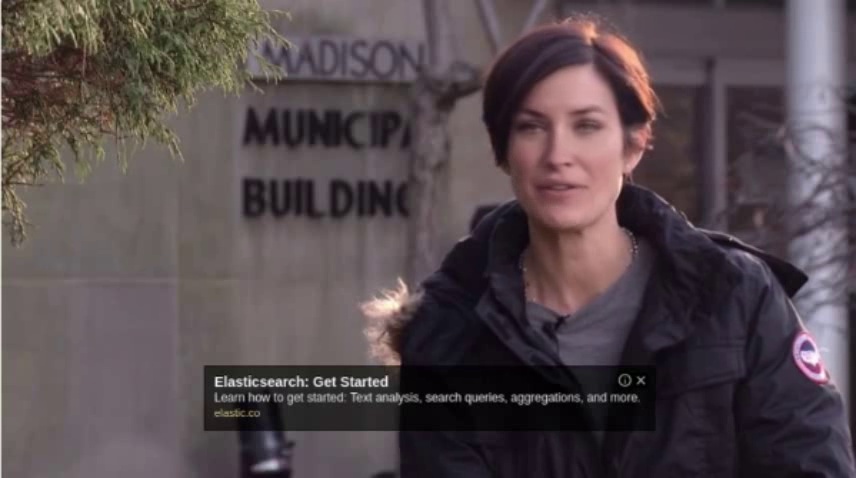 MADISON
MUNICIPA
BUILDING
Elasticsearch: Get Started
Learn how to get started: Text analysis, search queries, aggregations, and more.
elastic.co